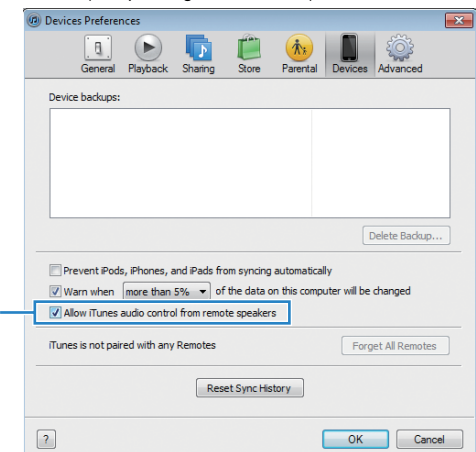 Devices Preferences
General Playback Sharing Store Parental Devices Advanced
Device backups:
Delete Backup...
Prevent iPods, iPhones, and iPads from syncing automatically
Warn when more than 5% of the data on this computer will be changed
Allow iTunes audio control from remote speakers
iTunes is not paired with any Remotes Forget All Remotes
Reset Sync History
? OK Cancel